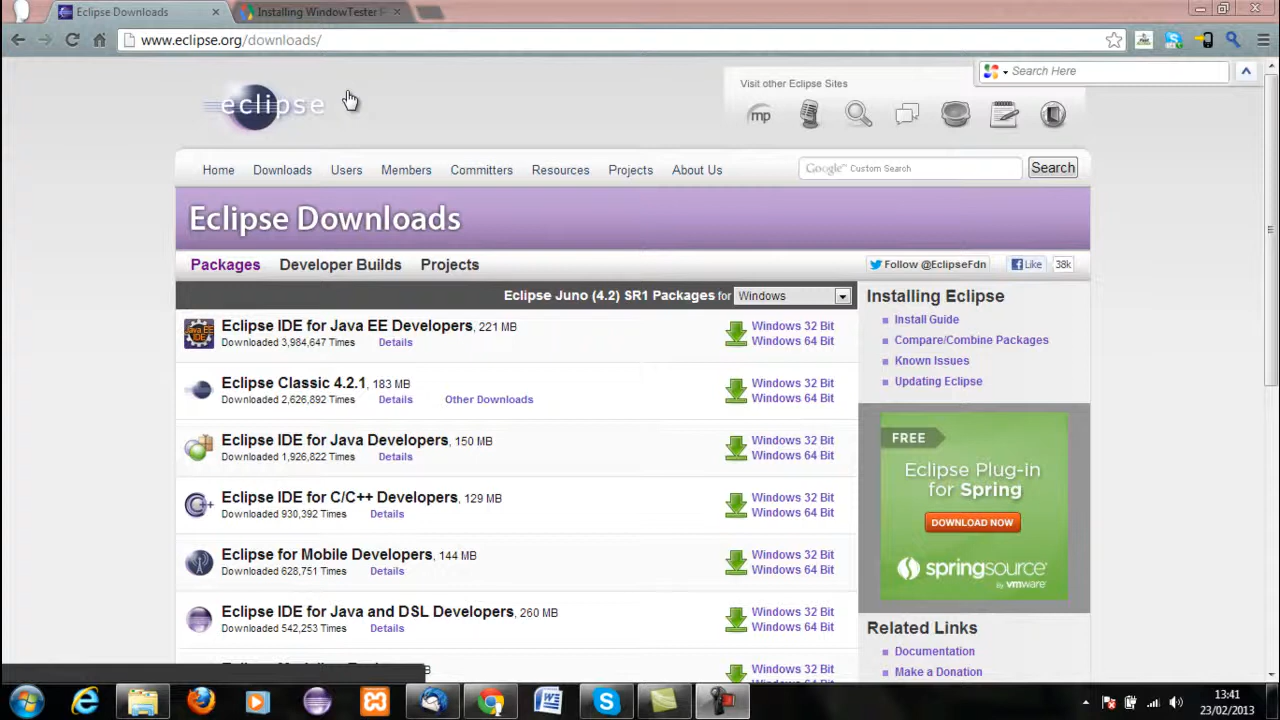 Eclipse Downloads
Installing WindowTester
www.eclipse.org/downloads/
Search Here
Visit other Eclipse Sites
eclipse
mp
Home Downloads Users Members Committers Resources Projects About Us
Google™ Custom Search
Search
Eclipse Downloads
Packages Developer Builds Projects
Follow @EclipseFdn
Like 38k
Eclipse Juno (4.2) SR1 Packages for Windows
Java EE IDE
Eclipse IDE for Java EE Developers, 221 MB
Downloaded 3,984,647 Times Details
Windows 32 Bit
Windows 64 Bit
Eclipse Classic 4.2.1, 183 MB
Downloaded 2,626,892 Times Details Other Downloads
Windows 32 Bit
Windows 64 Bit
Eclipse IDE for Java Developers, 150 MB
Downloaded 1,926,822 Times Details
Windows 32 Bit
Windows 64 Bit
Eclipse IDE for C/C++ Developers, 129 MB
Downloaded 930,392 Times Details
Windows 32 Bit
Windows 64 Bit
Eclipse for Mobile Developers, 144 MB
Downloaded 628,751 Times Details
Windows 32 Bit
Windows 64 Bit
Eclipse IDE for Java and DSL Developers, 260 MB
Downloaded 542,253 Times Details
Windows 32 Bit
Windows 64 Bit
Windows 32 Bit
Windows 64 Bit
Installing Eclipse
Install Guide
Compare/Combine Packages
Known Issues
Updating Eclipse
FREE
Eclipse Plug-in
for Spring
DOWNLOAD NOW
springsource
by vmware
Related Links
Documentation
Make a Donation
13:41
23/02/2013